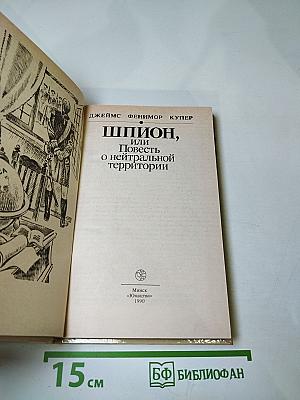 ДЖЕЙМС ФЕНИМОР КУПЕР
ШПИОН,
или
Повесть
о нейтральной
территории
Минск
«Юнацтва»
1990
15 см
БФ БИБЛИОФАН